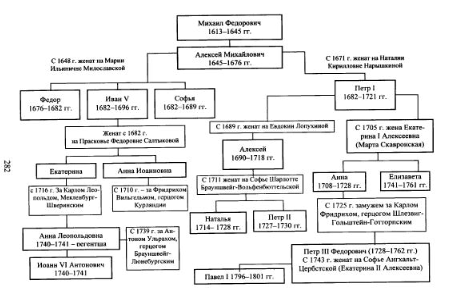 Михаил Федорович
1613–1645 гг.
Алексей Михайлович
1645–1676 гг.
С 1648 г. женат на Марии
Ильиничне Милославской
С 1671 г. женат на Наталии
Кирилловне Нарышкиной
Федор
1676–1682 гг.
Иван V
1682–1696 гг.
Софья
1682–1689 гг.
Петр I
1682–1721 гг.
Женат с 1682 г.
на Прасковье Федоровне Салтыковой
С 1689 г. женат на Евдокии Лопухиной
С 1705 г. жена Екате-
рина I Алексеевна
(Марта Скавронская)
Екатерина
Анна Иоанновна
Алексей
1690–1718 гг.
с 1716 г. За Карлом Лео-
польдом, Мекленбург-
Шверинским
С 1710 г. – за Фридрихом
Вильгельмом, герцогом
Курляндии
С 1711 женат на Софье Шарлотте
Брауншвейг-Вольфенбюттельской
Анна
1708–1728 гг.
Елизавета
1741–1761 гг.
Наталья
1714– 1728 гг.
Петр II
1727–1730 гг.
С 1725 г. замужем за Карлом
Фридрихом, герцогом Шлезвиг-
Гольштейн-Готторпским
Анна Леопольдовна
1740–1741 – регентша
С 1739 г. за Ан-
тоном Ульрихом,
герцогом
Брауншвейг-
Люнебургским
Иоанн VI Антонович
1740–1741
Петр III Федорович (1728–1762 гг.)
С 1743 г. женат на Софье Ангальт-
Цербстской (Екатерина II Алексеевна)
Павел I 1796–1801 гг.
282